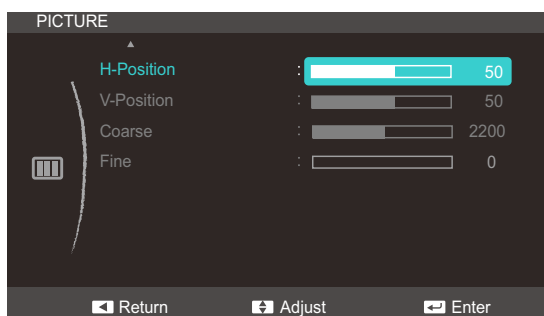 PICTURE
H-Position : 50
V-Position : 50
Coarse : 2200
Fine : 0
Return Adjust Enter